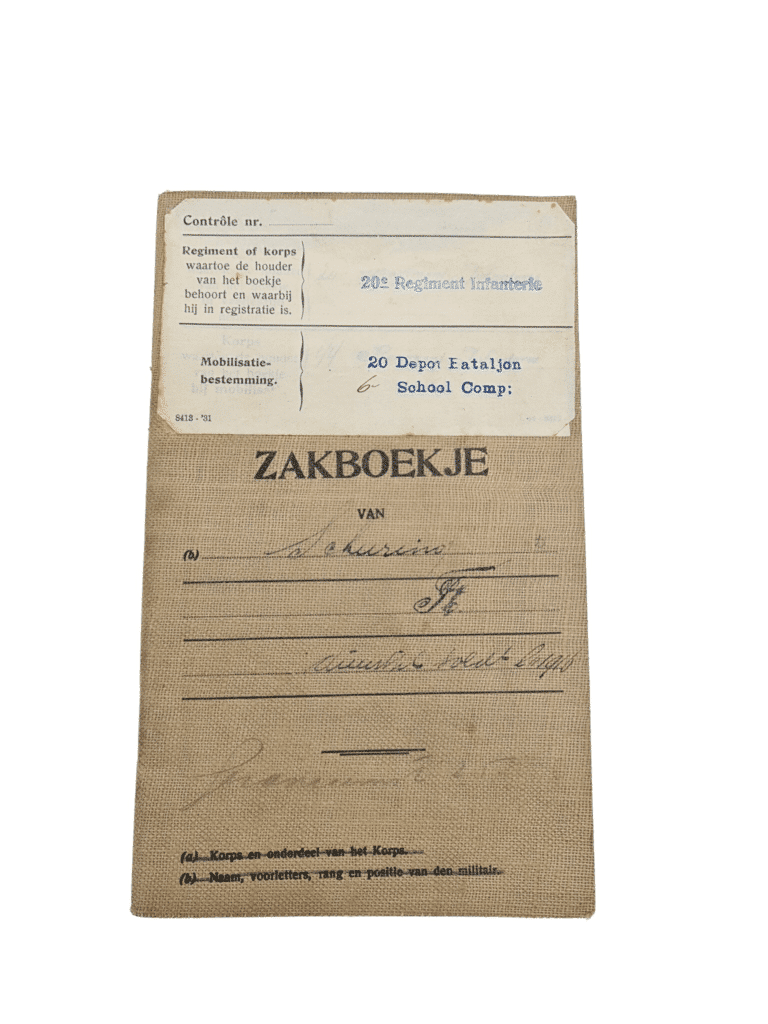 Contrôle nr.
Regiment of korps
waartoe de houder
van het boekje
behoort en waarbij
hij in registratie is.
20e Regiment Infanterie
Mobilisatie-
bestemming.
20 Depot Bataljon
6 School Comp;
8413 - '31
ZAKBOEKJE
VAN
(b) Scheuring
soldt
(a) Korps en onderdeel van het Korps.
(b) Naam, voorletters, rang en positie van den militair.